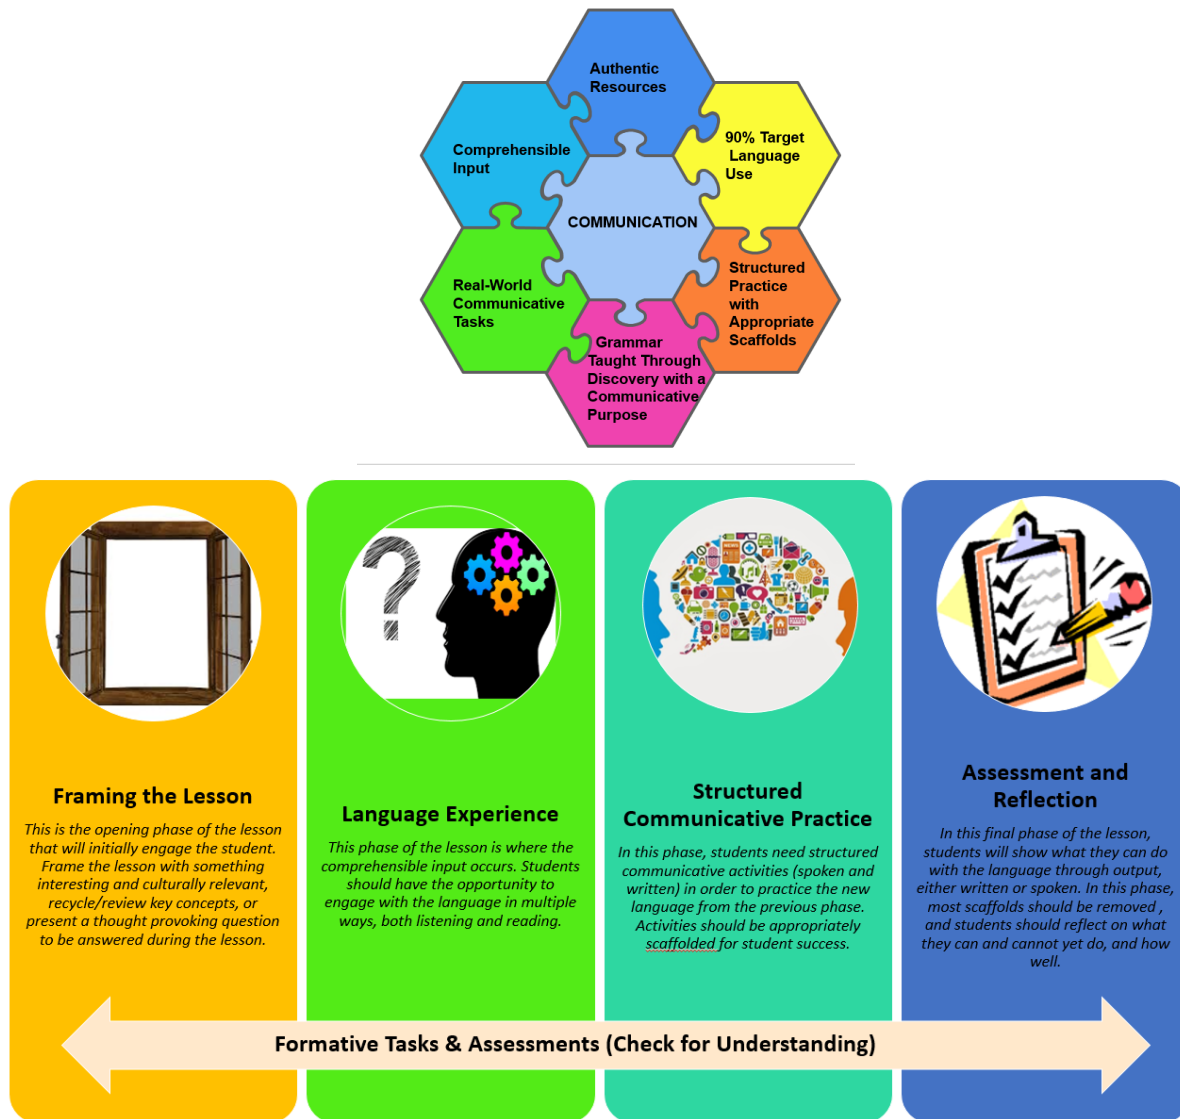 Authentic
Resources
Comprehensible
Input
90% Target
Language
Use
COMMUNICATION
Real-World
Communicative
Tasks
Structured
Practice
with
Appropriate
Scaffolds
Grammar
Taught Through
Discovery with a
Communicative
Purpose
Framing the Lesson
This is the opening phase of the lesson
that will initially engage the student.
Frame the lesson with something
interesting and culturally relevant,
recycle/review key concepts, or
present a thought provoking question
to be answered during the lesson.
?
Language Experience
This phase of the lesson is where the
comprehensible input occurs. Students
should have the opportunity to
engage with the language in multiple
ways, both listening and reading.
Structured
Communicative Practice
In this phase, students need structured
communicative activities (spoken and
written) in order to practice the new
language from the previous phase.
Activities should be appropriately
scaffolded for student success.
Assessment and
Reflection
In this final phase of the lesson,
students will show what they can do
with the language through output,
either written or spoken. In this phase,
most scaffolds should be removed ,
and students should reflect on what
they can and cannot yet do, and how
well.
Formative Tasks & Assessments (Check for Understanding)